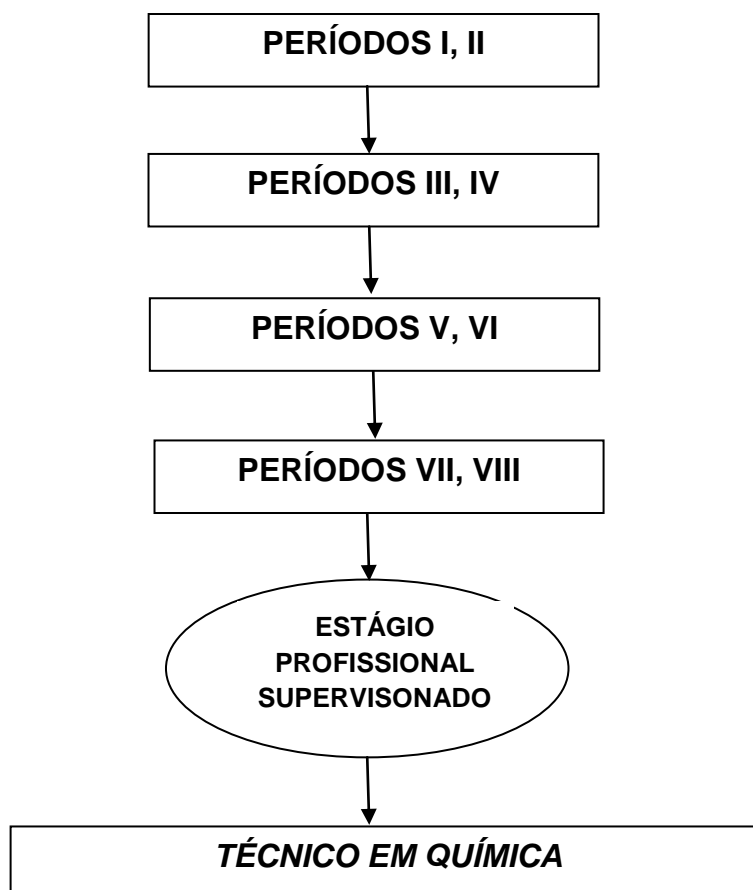 PERÍODOS I, II
PERÍODOS III, IV
PERÍODOS V, VI
PERÍODOS VII, VIII
ESTÁGIO
PROFISSIONAL
SUPERVISONADO
TÉCNICO EM QUÍMICA